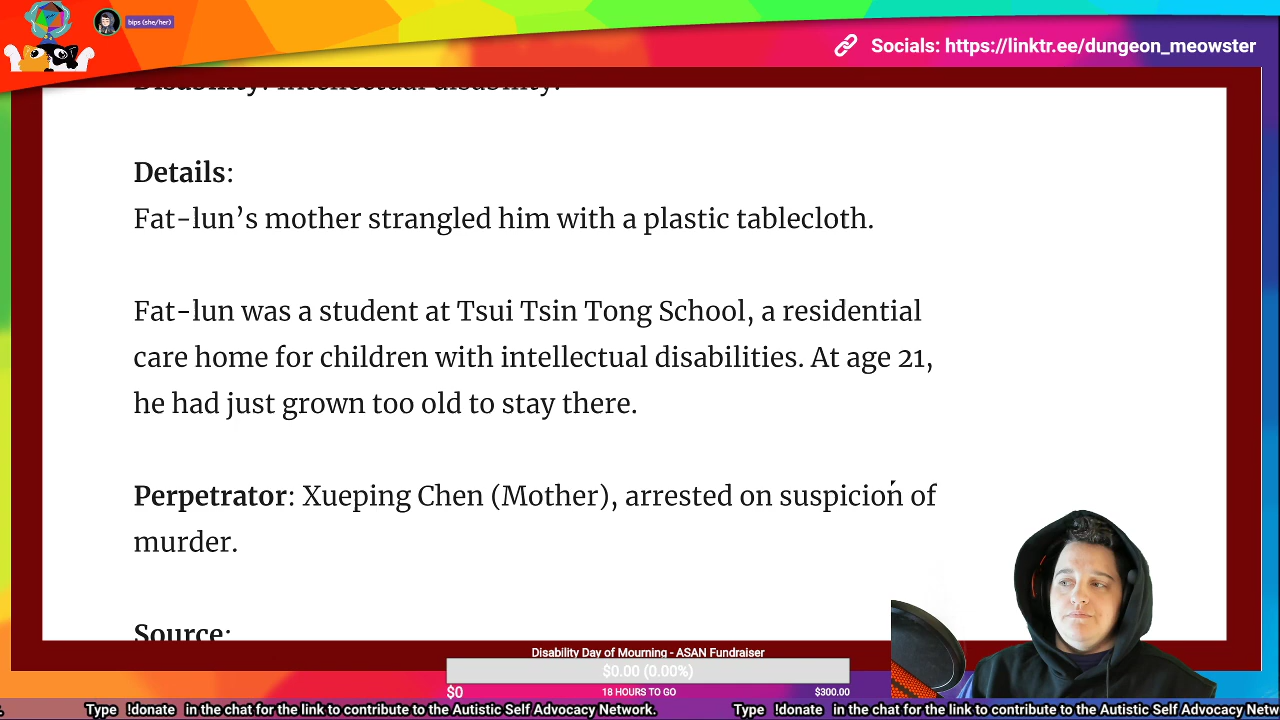 bips (she/her)
Socials: https://linktr.ee/dungeon_meowster
Disability: Intellectual disability.
Details:
Fat-lun’s mother strangled him with a plastic tablecloth.
Fat-lun was a student at Tsui Tsin Tong School, a residential
care home for children with intellectual disabilities. At age 21,
he had just grown too old to stay there.
Perpetrator: Xueping Chen (Mother), arrested on suspicion of
murder.
Source:
Disability Day of Mourning - ASAN Fundraiser
$0.00 (0.00%)
$0 18 HOURS TO GO $300.00
. Type !donate in the chat for the link to contribute to the Autistic Self Advocacy Network. Type !donate in the chat for the link to contribute to the Autistic Self Advocacy Netw